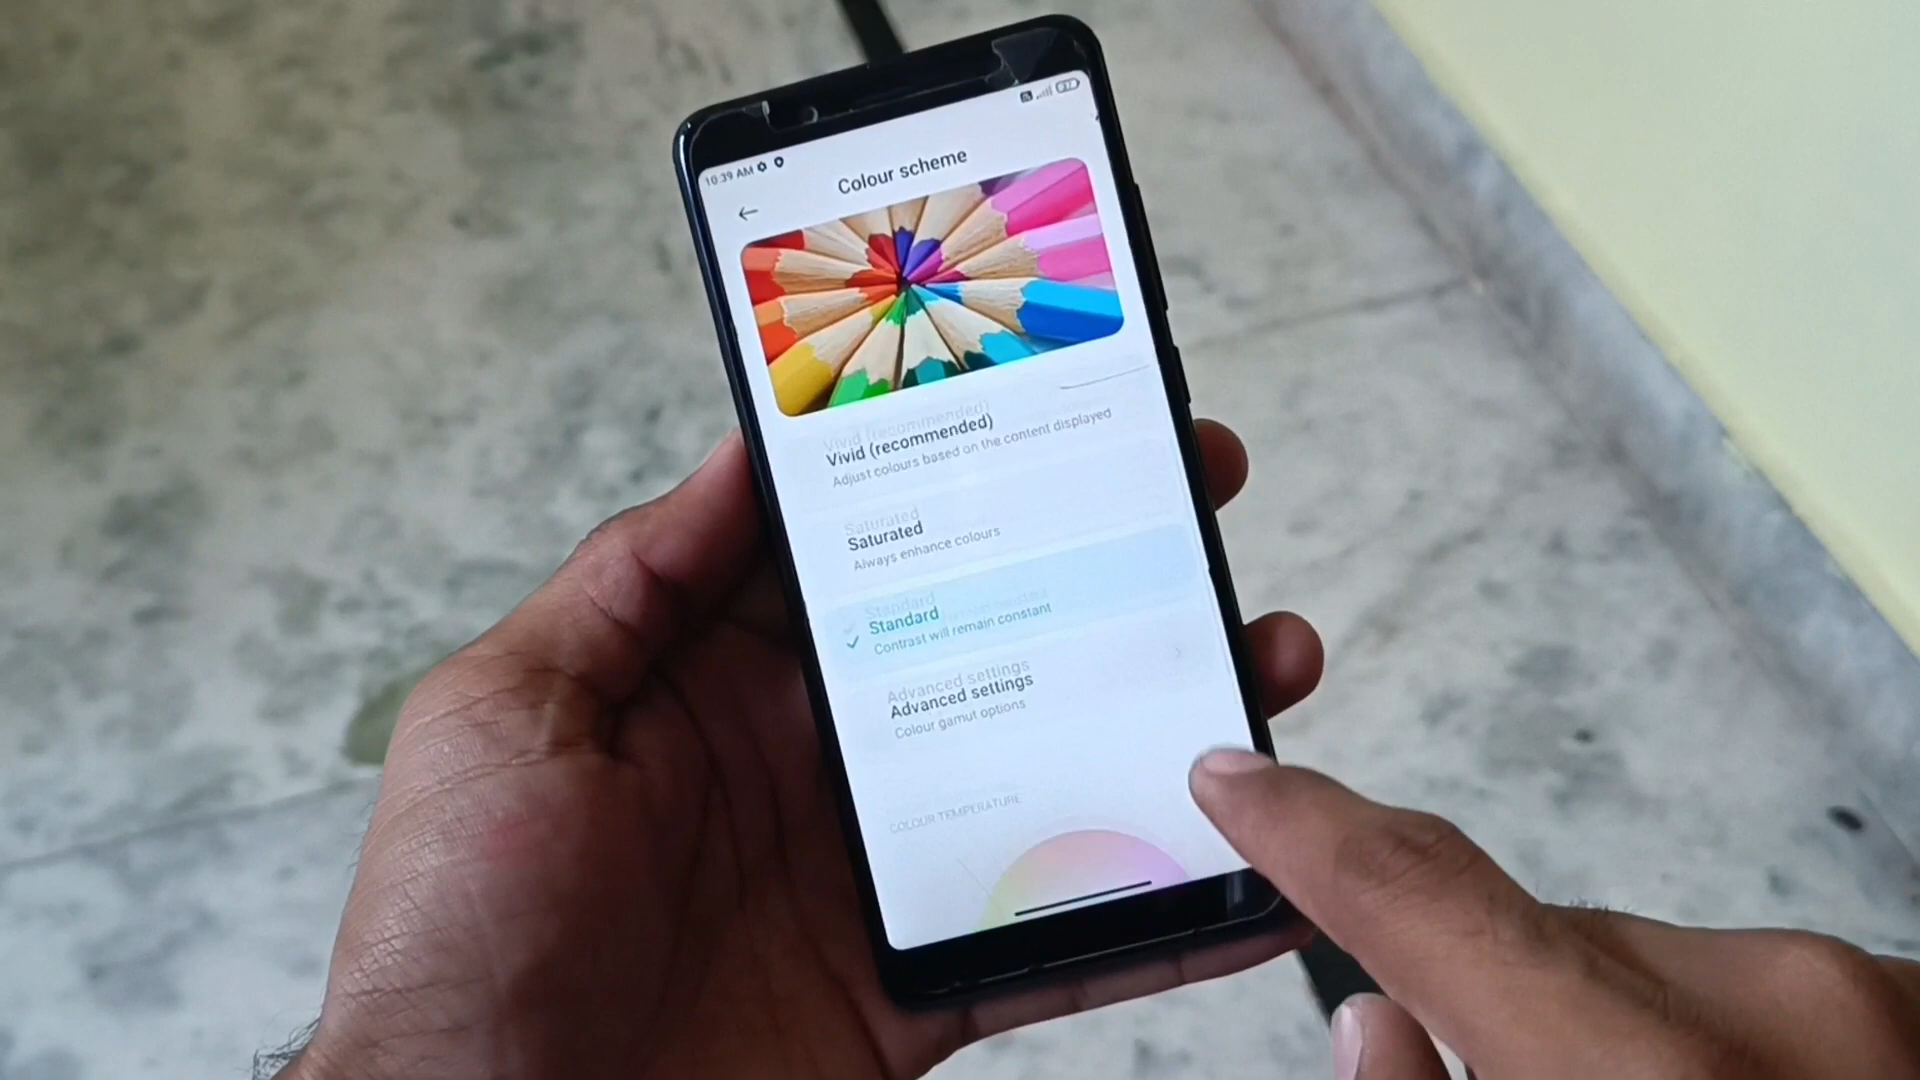 10:39 AM
Colour scheme
Vivid (recommended)
Adjust colours based on the content displayed
Saturated
Always enhance colours
Standard
Contrast will remain constant
Advanced settings
Colour gamut options
COLOUR TEMPERATURE